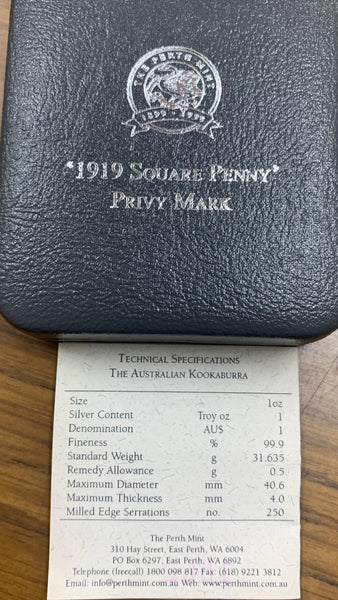 THE PERTH MINT
1899 - 1999
'1919 SQUARE PENNY'
PRIVY MARK
TECHNICAL SPECIFICATIONS
THE AUSTRALIAN KOOKABURRA
Size 1oz
Silver Content Troy oz 1
Denomination AU$ 1
Fineness % 99.9
Standard Weight g 31.635
Remedy Allowance g 0.5
Maximum Diameter mm 40.6
Maximum Thickness mm 4.0
Milled Edge Serrations no. 250
The Perth Mint
310 Hay Street, East Perth, WA 6004
PO Box 6297, East Perth, WA 6892
Telephone (freecall) 1800 098 817 Fax: (618) 9221 3812
Email: info@perthmint.com.au Web: www.perthmint.com.au